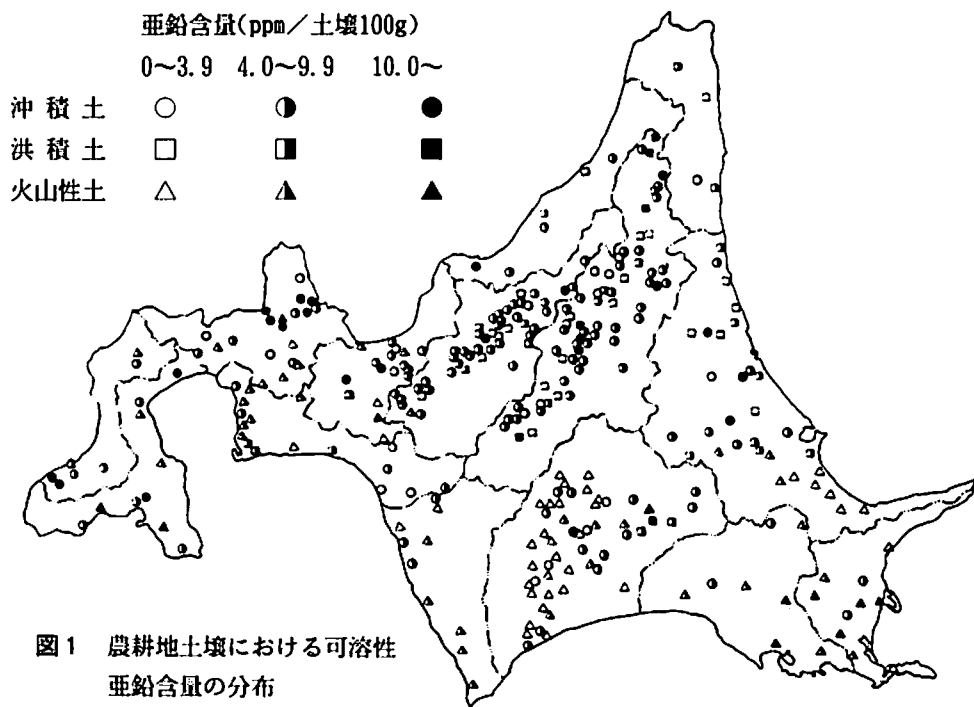 亜鉛含量(ppm/土壌100g)
0~3.9 4.0~9.9 10.0~
沖積土 ○ ◑ ●
洪積土 □ ◨ ■
火山性土 △ ◮ ▲
図1 農耕地土壌における可溶性
亜鉛含量の分布